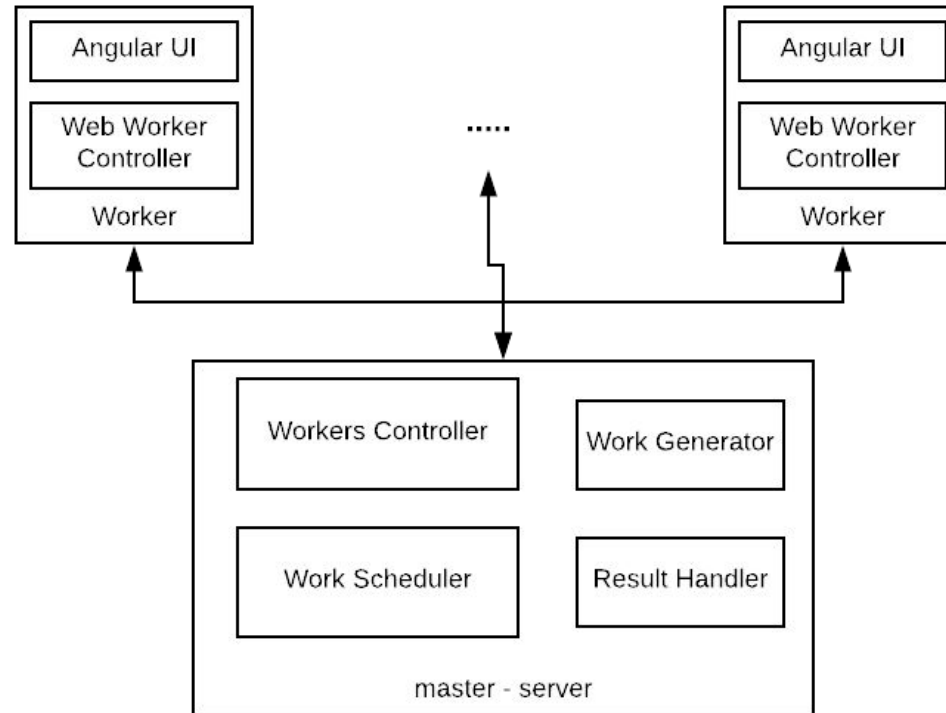 Angular UI
Web Worker
Controller
Worker
.....
Angular UI
Web Worker
Controller
Worker
Workers Controller
Work Generator
Work Scheduler
Result Handler
master - server